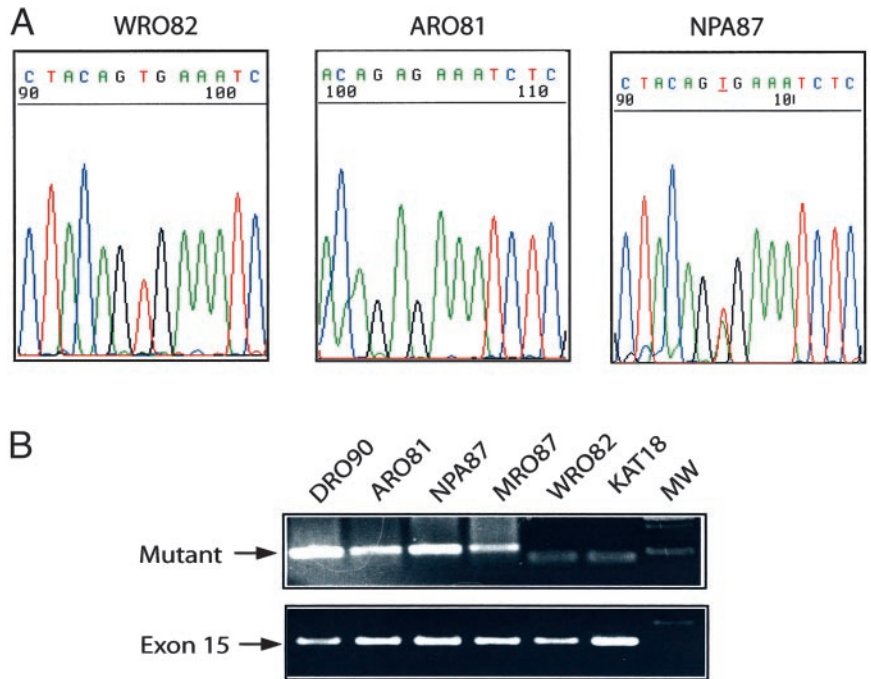 A
WRO82 ARO81 NPA87
C T A C A G T G A A A T C
90 100
A C A G A G A A A T C T C
100 110
C T A C A G T G A A A T C T C
90 10
B
DRO90 ARO81 NPA87 MRO87 WRO82 KAT18 MW
Mutant
Exon 15